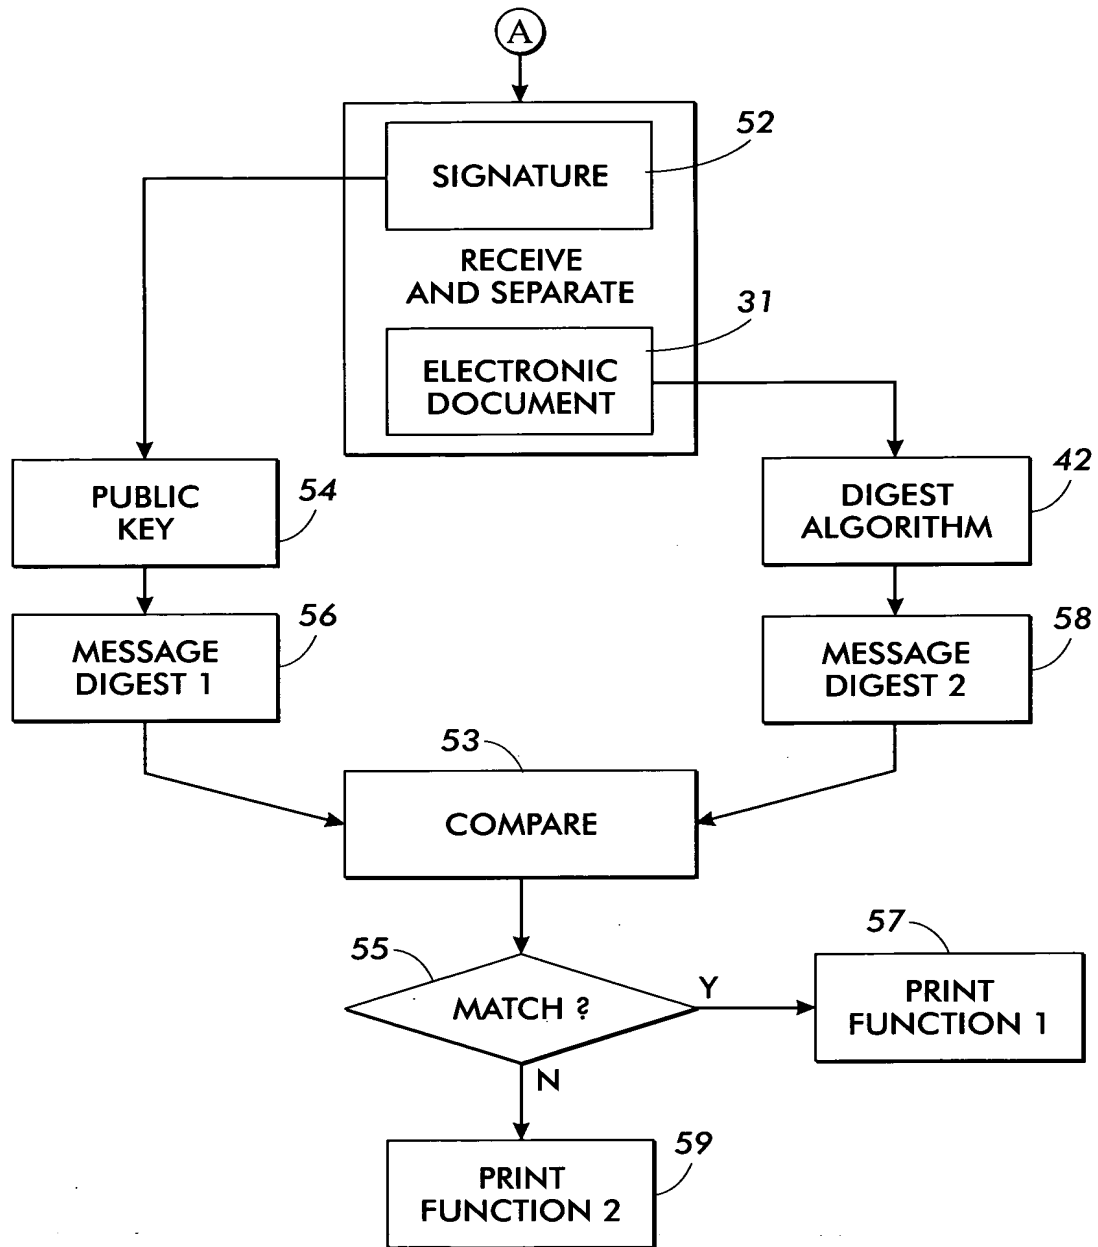 A
SIGNATURE
52
RECEIVE
AND SEPARATE
31
ELECTRONIC
DOCUMENT
PUBLIC
KEY
54
DIGEST
ALGORITHM
42
MESSAGE
DIGEST 1
56
MESSAGE
DIGEST 2
58
53
COMPARE
55
MATCH ?
Y
57
PRINT
FUNCTION 1
N
PRINT
FUNCTION 2
59